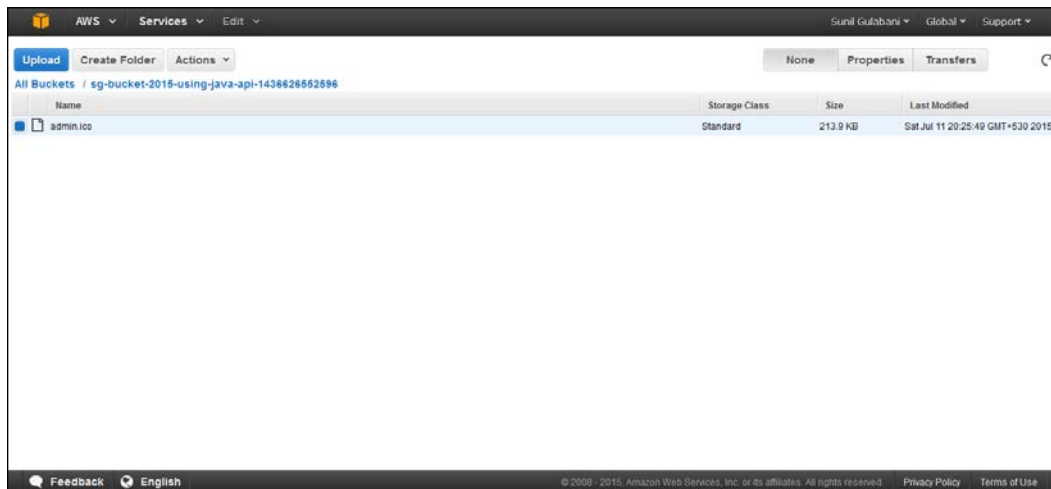 AWS Services Edit Sunil Gulabani Global Support
Upload Create Folder Actions None Properties Transfers
All Buckets / sg-bucket-2015-using-java-api-1436626552596
Name Storage Class Size Last Modified
admin.ico Standard 213.9 KB Sat Jul 11 20:25:49 GMT+530 2015
Feedback English © 2008 - 2015, Amazon Web Services, Inc. or its affiliates. All rights reserved. Privacy Policy Terms of Use